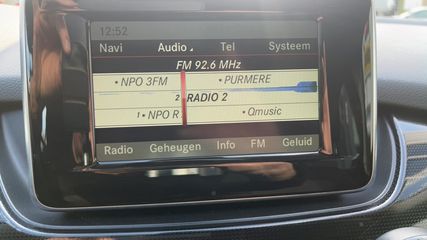 12:52
Navi Audio Tel Systeem
FM 92.6 MHz
• NPO 3FM • PURMERE
2 RADIO 2
1 • NPO R • Qmusic
Radio Geheugen Info FM Geluid